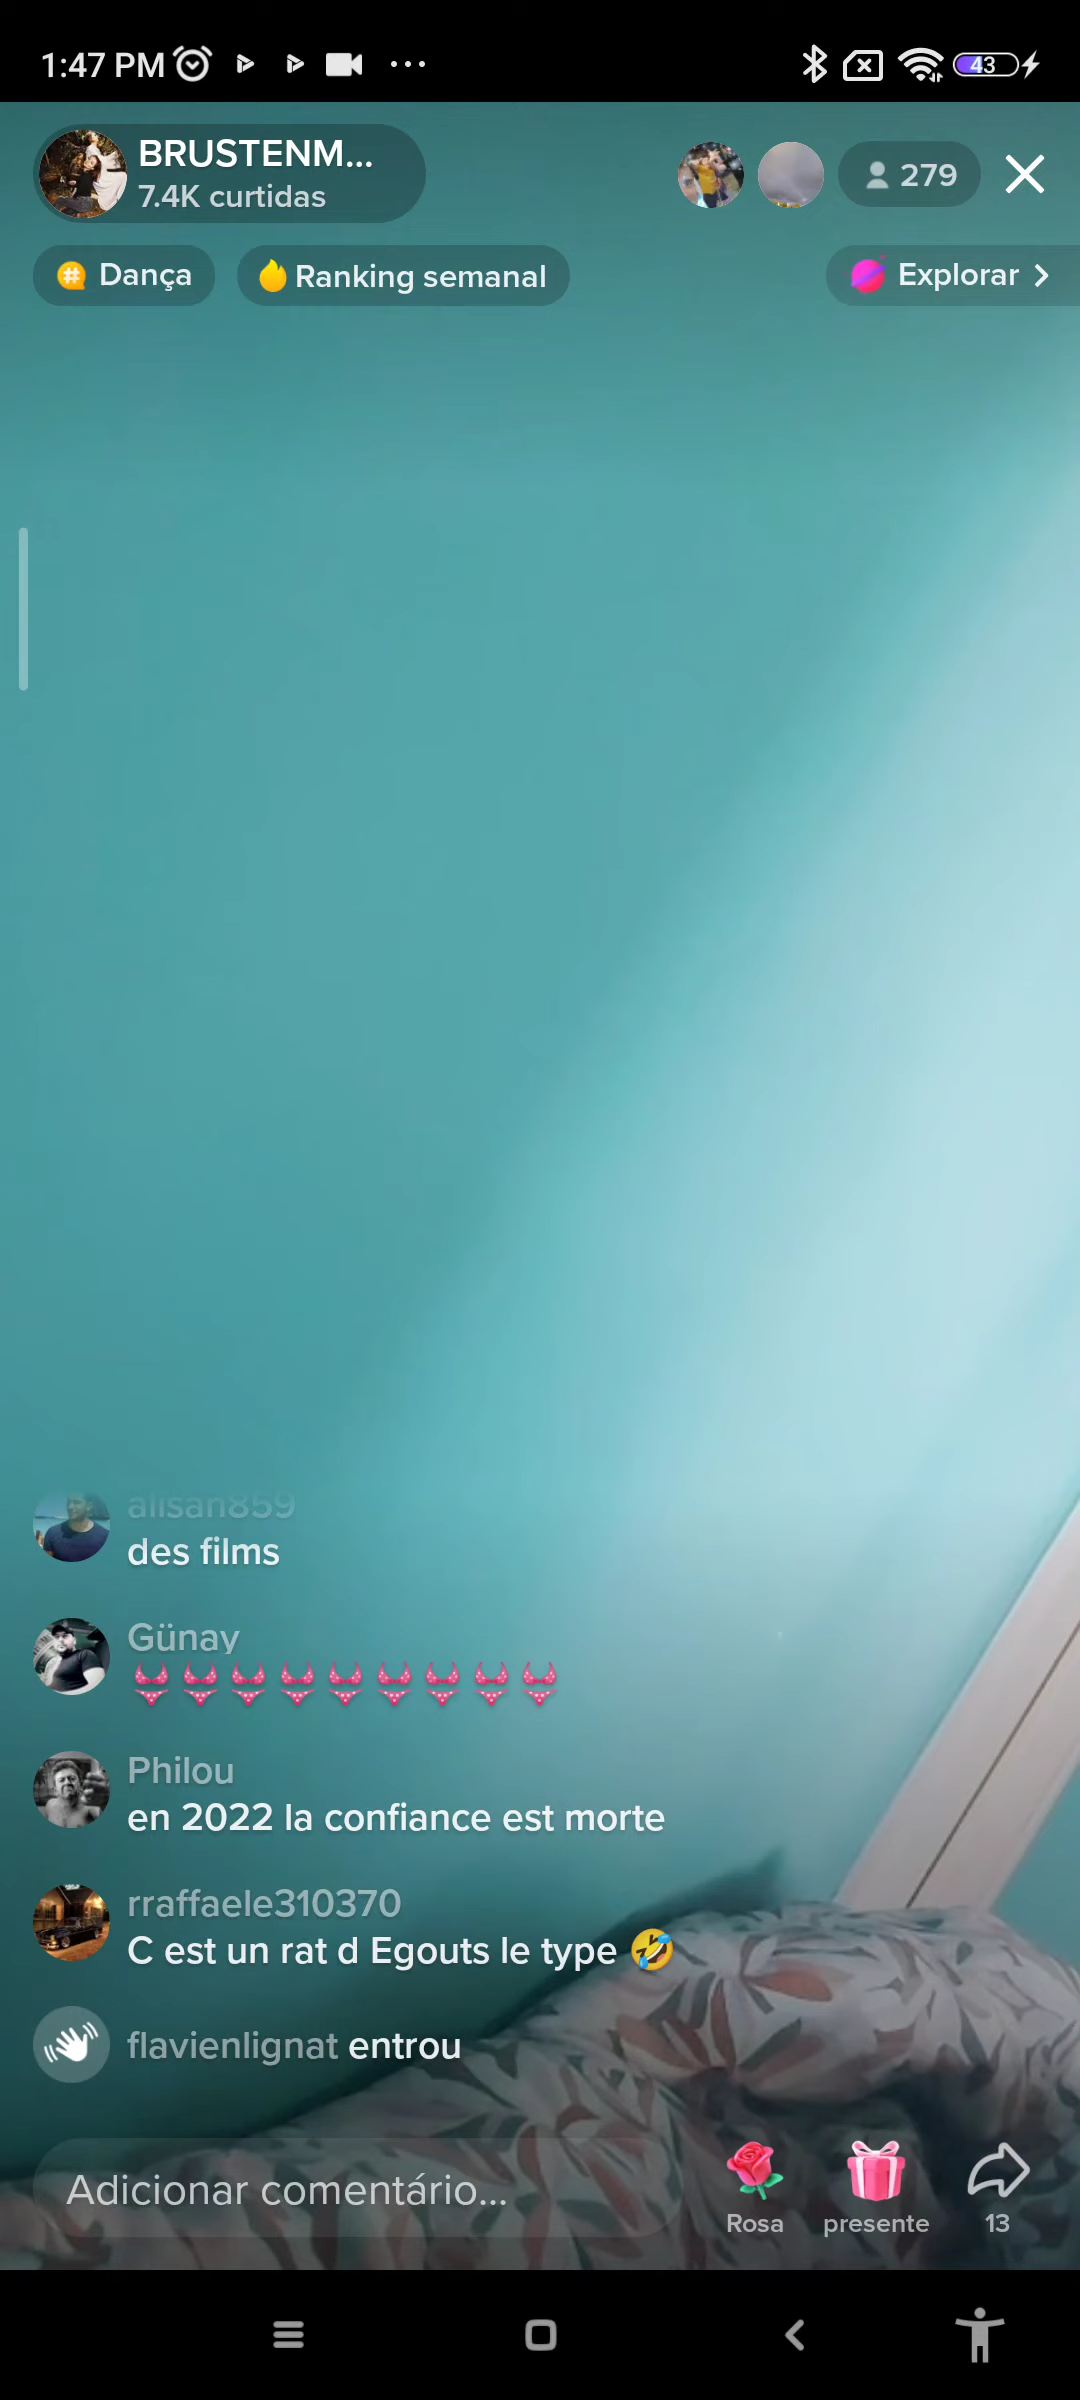 1:47 PM
43
BRUSTENM...
7.4K curtidas
279
Dança
Ranking semanal
Explorar
alisan859
des films
Günay
👙👙👙👙👙👙👙👙👙
Philou
en 2022 la confiance est morte
rraffaele310370
C est un rat d Egouts le type 🤣
flavienlignat entrou
Adicionar comentário...
Rosa
presente
13